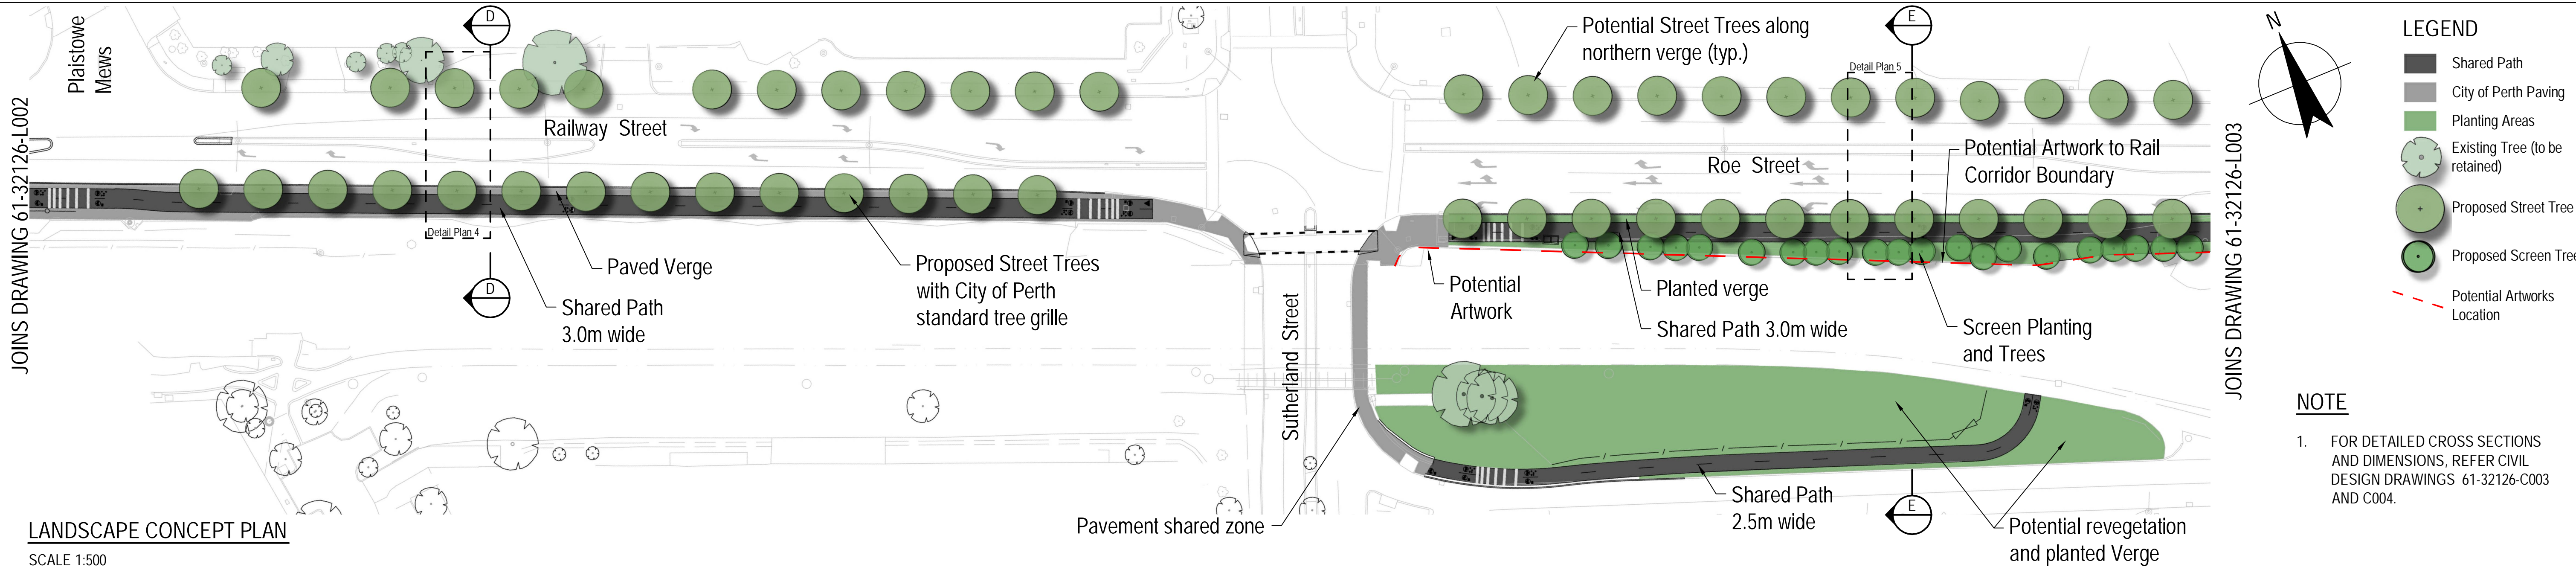 Plaistowe
Mews
JOINS DRAWING 61-32126-L002
D
Detail Plan 4
D
Railway Street
Paved Verge
Shared Path
3.0m wide
Proposed Street Trees
with City of Perth
standard tree grille
Potential Street Trees along
northern verge (typ.)
E
Detail Plan 5
Roe Street
Potential Artwork to Rail
Corridor Boundary
Potential
Artwork
Planted verge
Shared Path 3.0m wide
Screen Planting
and Trees
Sutherland Street
Pavement shared zone
Shared Path
2.5m wide
E
Potential revegetation
and planted Verge
JOINS DRAWING 61-32126-L003
N
LEGEND
Shared Path
City of Perth Paving
Planting Areas
Existing Tree (to be
retained)
Proposed Street Tree
Proposed Screen Tree
Potential Artworks
Location
NOTE
1. FOR DETAILED CROSS SECTIONS
AND DIMENSIONS, REFER CIVIL
DESIGN DRAWINGS 61-32126-C003
AND C004.
LANDSCAPE CONCEPT PLAN
SCALE 1:500